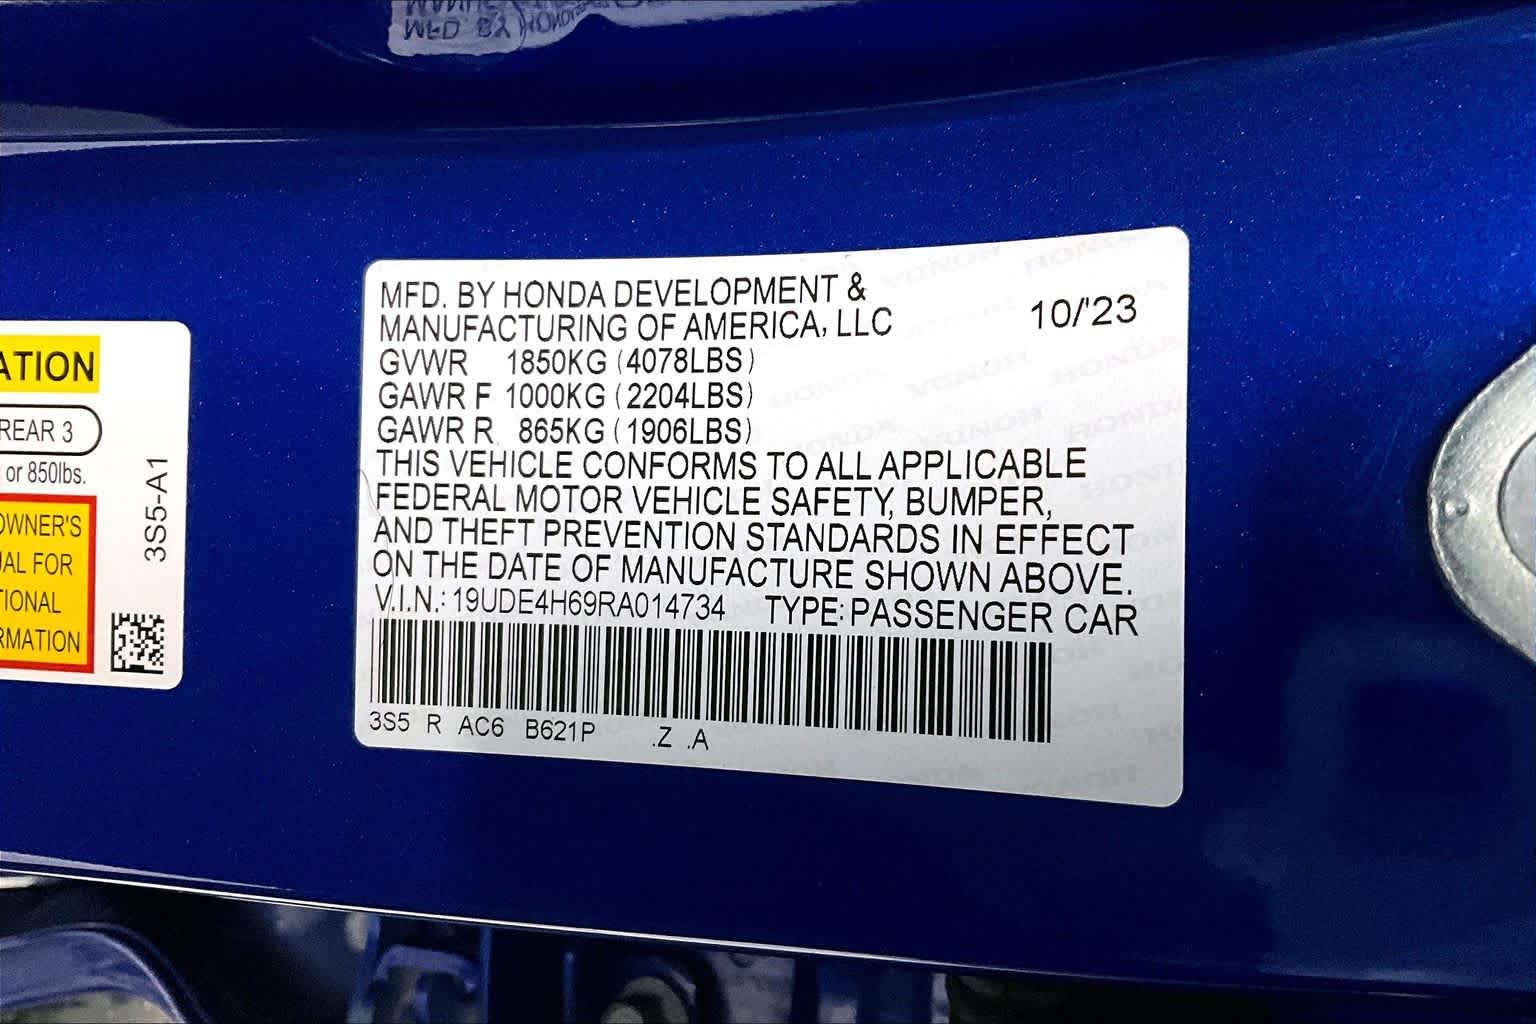 MFD. BY HONDA DEVELOPMENT &
MANUFACTURING OF AMERICA, LLC
10/'23
GVWR 1850KG (4078LBS)
GAWR F 1000KG (2204LBS)
GAWR R 865KG (1906LBS)
THIS VEHICLE CONFORMS TO ALL APPLICABLE
FEDERAL MOTOR VEHICLE SAFETY, BUMPER,
AND THEFT PREVENTION STANDARDS IN EFFECT
ON THE DATE OF MANUFACTURE SHOWN ABOVE.
V.I.N.: 19UDE4H69RA014734 TYPE: PASSENGER CAR
3S5 R AC6 B621P .Z .A
ATION
REAR 3
or 850lbs.
OWNER'S
UAL FOR
TIONAL
RMATION
3S5-A1
MFD BY HONDA